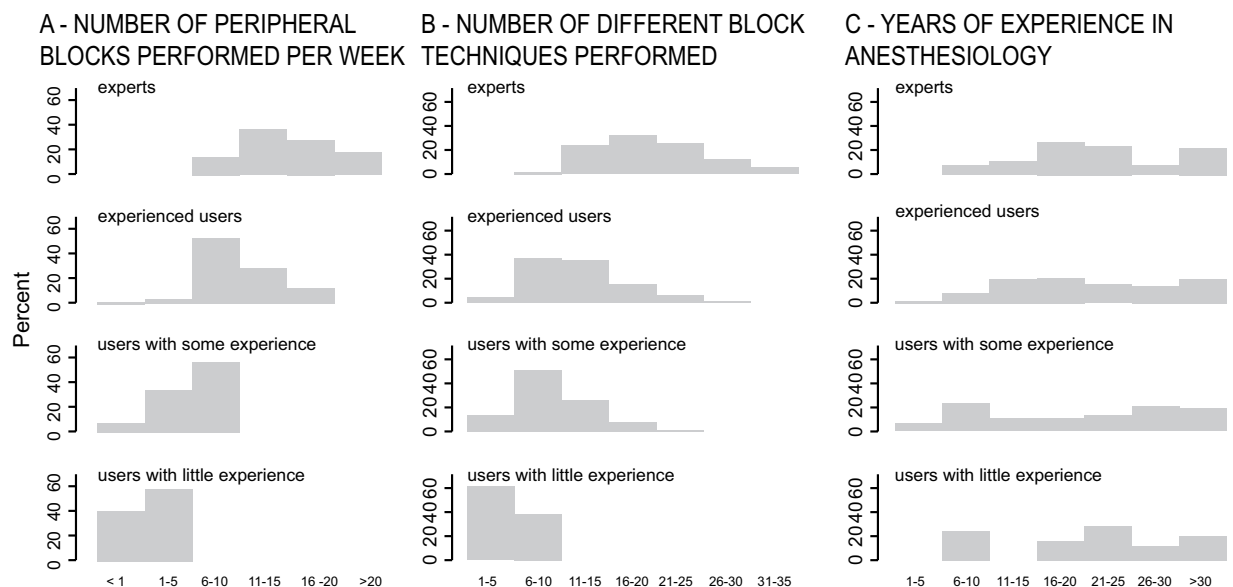 A - NUMBER OF PERIPHERAL
BLOCKS PERFORMED PER WEEK
B - NUMBER OF DIFFERENT BLOCK
TECHNIQUES PERFORMED
C - YEARS OF EXPERIENCE IN
ANESTHESIOLOGY
Percent
experts
0 20 40 60
experienced users
0 20 40 60
users with some experience
0 20 40 60
users with little experience
0 20 40 60
< 1 1-5 6-10 11-15 16 -20 >20
experts
0 20 40 60
experienced users
0 20 40 60
users with some experience
0 20 40 60
users with little experience
0 20 40 60
1-5 6-10 11-15 16-20 21-25 26-30 31-35
experts
0 20 40 60
experienced users
0 20 40 60
users with some experience
0 20 40 60
users with little experience
0 20 40 60
1-5 6-10 11-15 16-20 21-25 26-30 >30